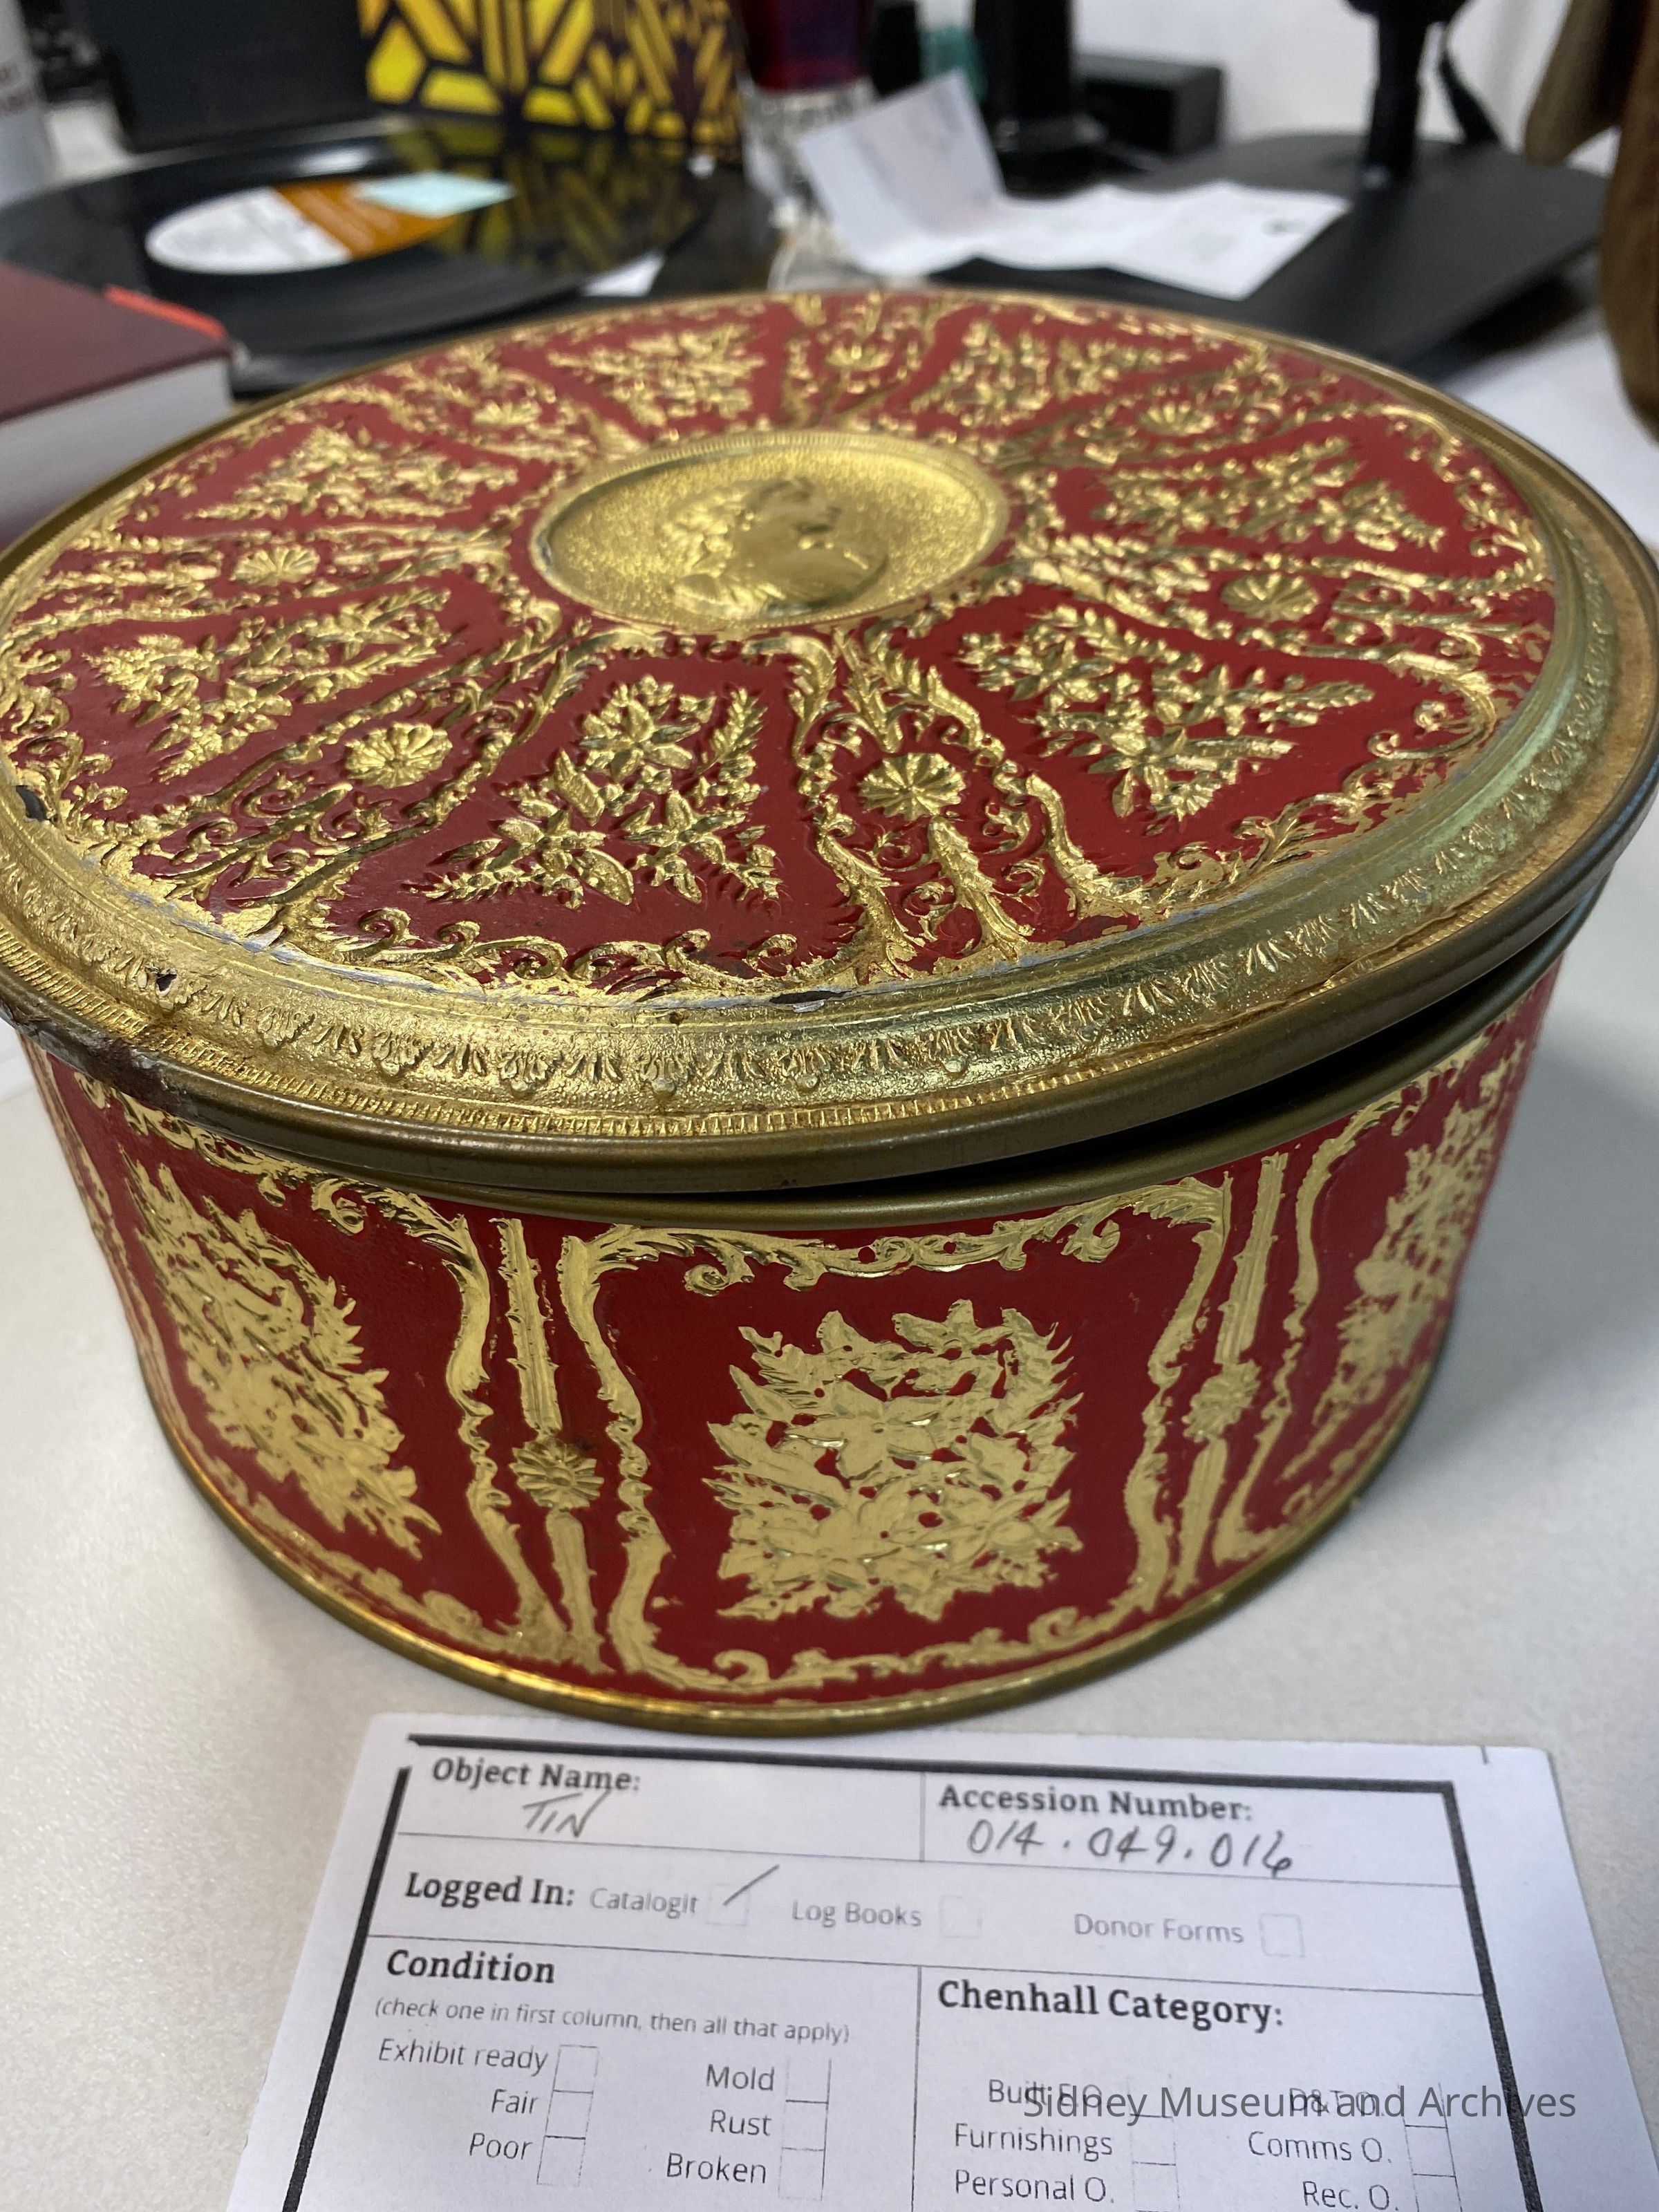 Object Name:
TIN
Accession Number:
014.049.016
Logged In: Catalogit
Log Books
Donor Forms
Condition
(check one in first column, then all that apply)
Exhibit ready
Fair
Poor
Mold
Rust
Broken
Chenhall Category:
Furnishings
Personal O.
Comms O.
Rec. O.
Sidney Museum and Archives